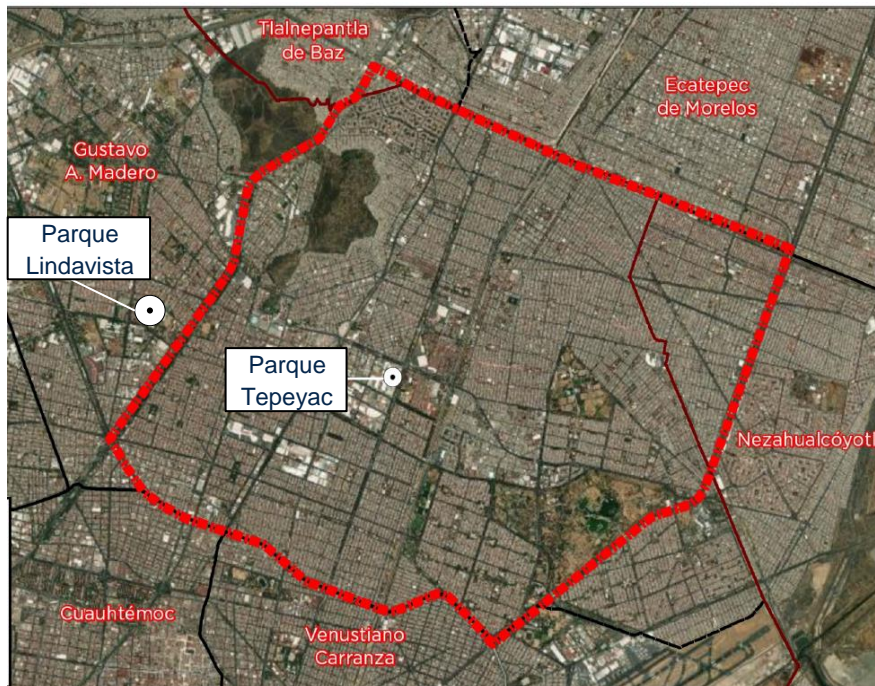 Tlalnepantla
de Baz
Ecatepec
de Morelos
Gustavo
A. Madero
Parque
Lindavista
Parque
Tepeyac
Nezahualcóyotl
Cuauhtémoc
Venustiano
Carranza